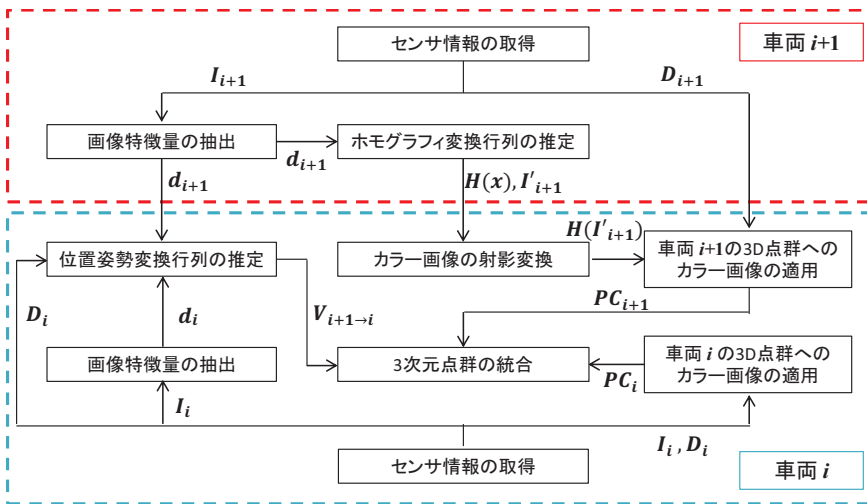 センサ情報の取得
車両 i+1
I_{i+1}
D_{i+1}
画像特徴量の抽出
d_{i+1}
ホモグラフィ変換行列の推定
d_{i+1}
H(x), I'_{i+1}
H(I'_{i+1})
位置姿勢変換行列の推定
カラー画像の射影変換
車両 i+1の3D点群への
カラー画像の適用
D_i
d_i
V_{i+1→i}
PC_{i+1}
画像特徴量の抽出
3次元点群の統合
PC_i
車両 i の3D点群への
カラー画像の適用
I_i
I_i , D_i
センサ情報の取得
車両 i